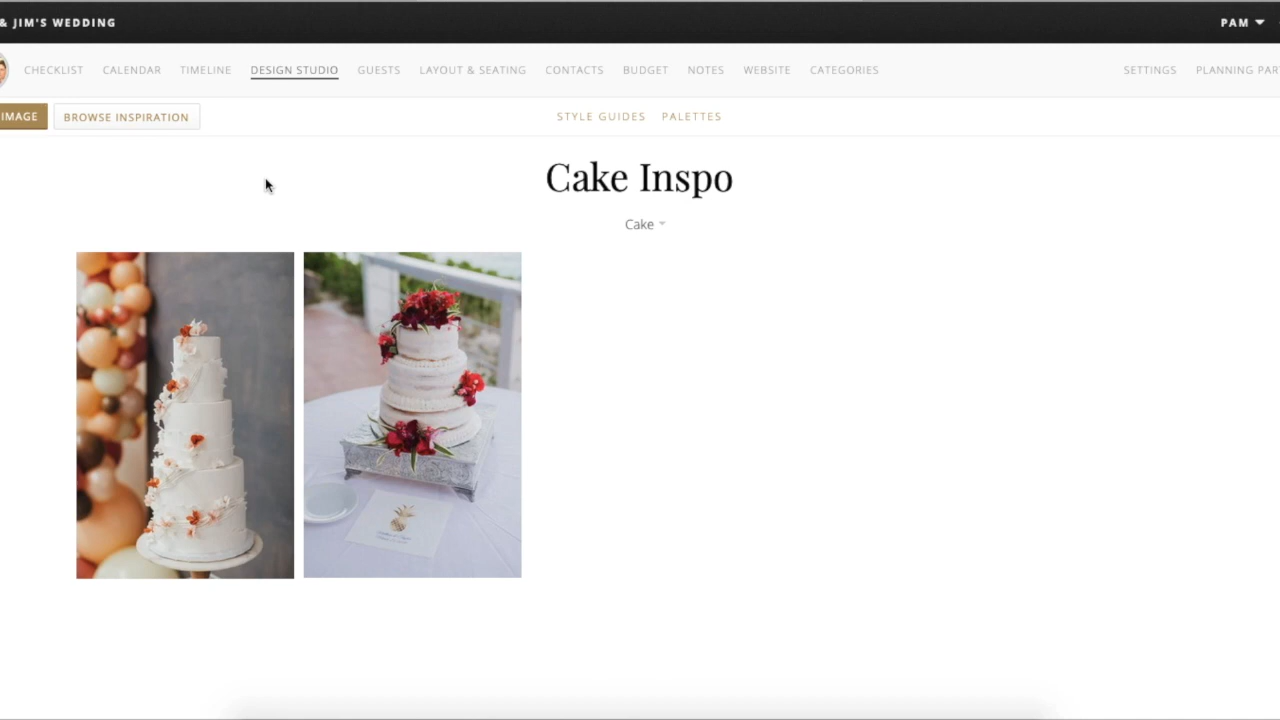 & JIM'S WEDDING
PAM
CHECKLIST CALENDAR TIMELINE DESIGN STUDIO GUESTS LAYOUT & SEATING CONTACTS BUDGET NOTES WEBSITE CATEGORIES SETTINGS PLANNING PAR
IMAGE BROWSE INSPIRATION STYLE GUIDES PALETTES
Cake Inspo
Cake